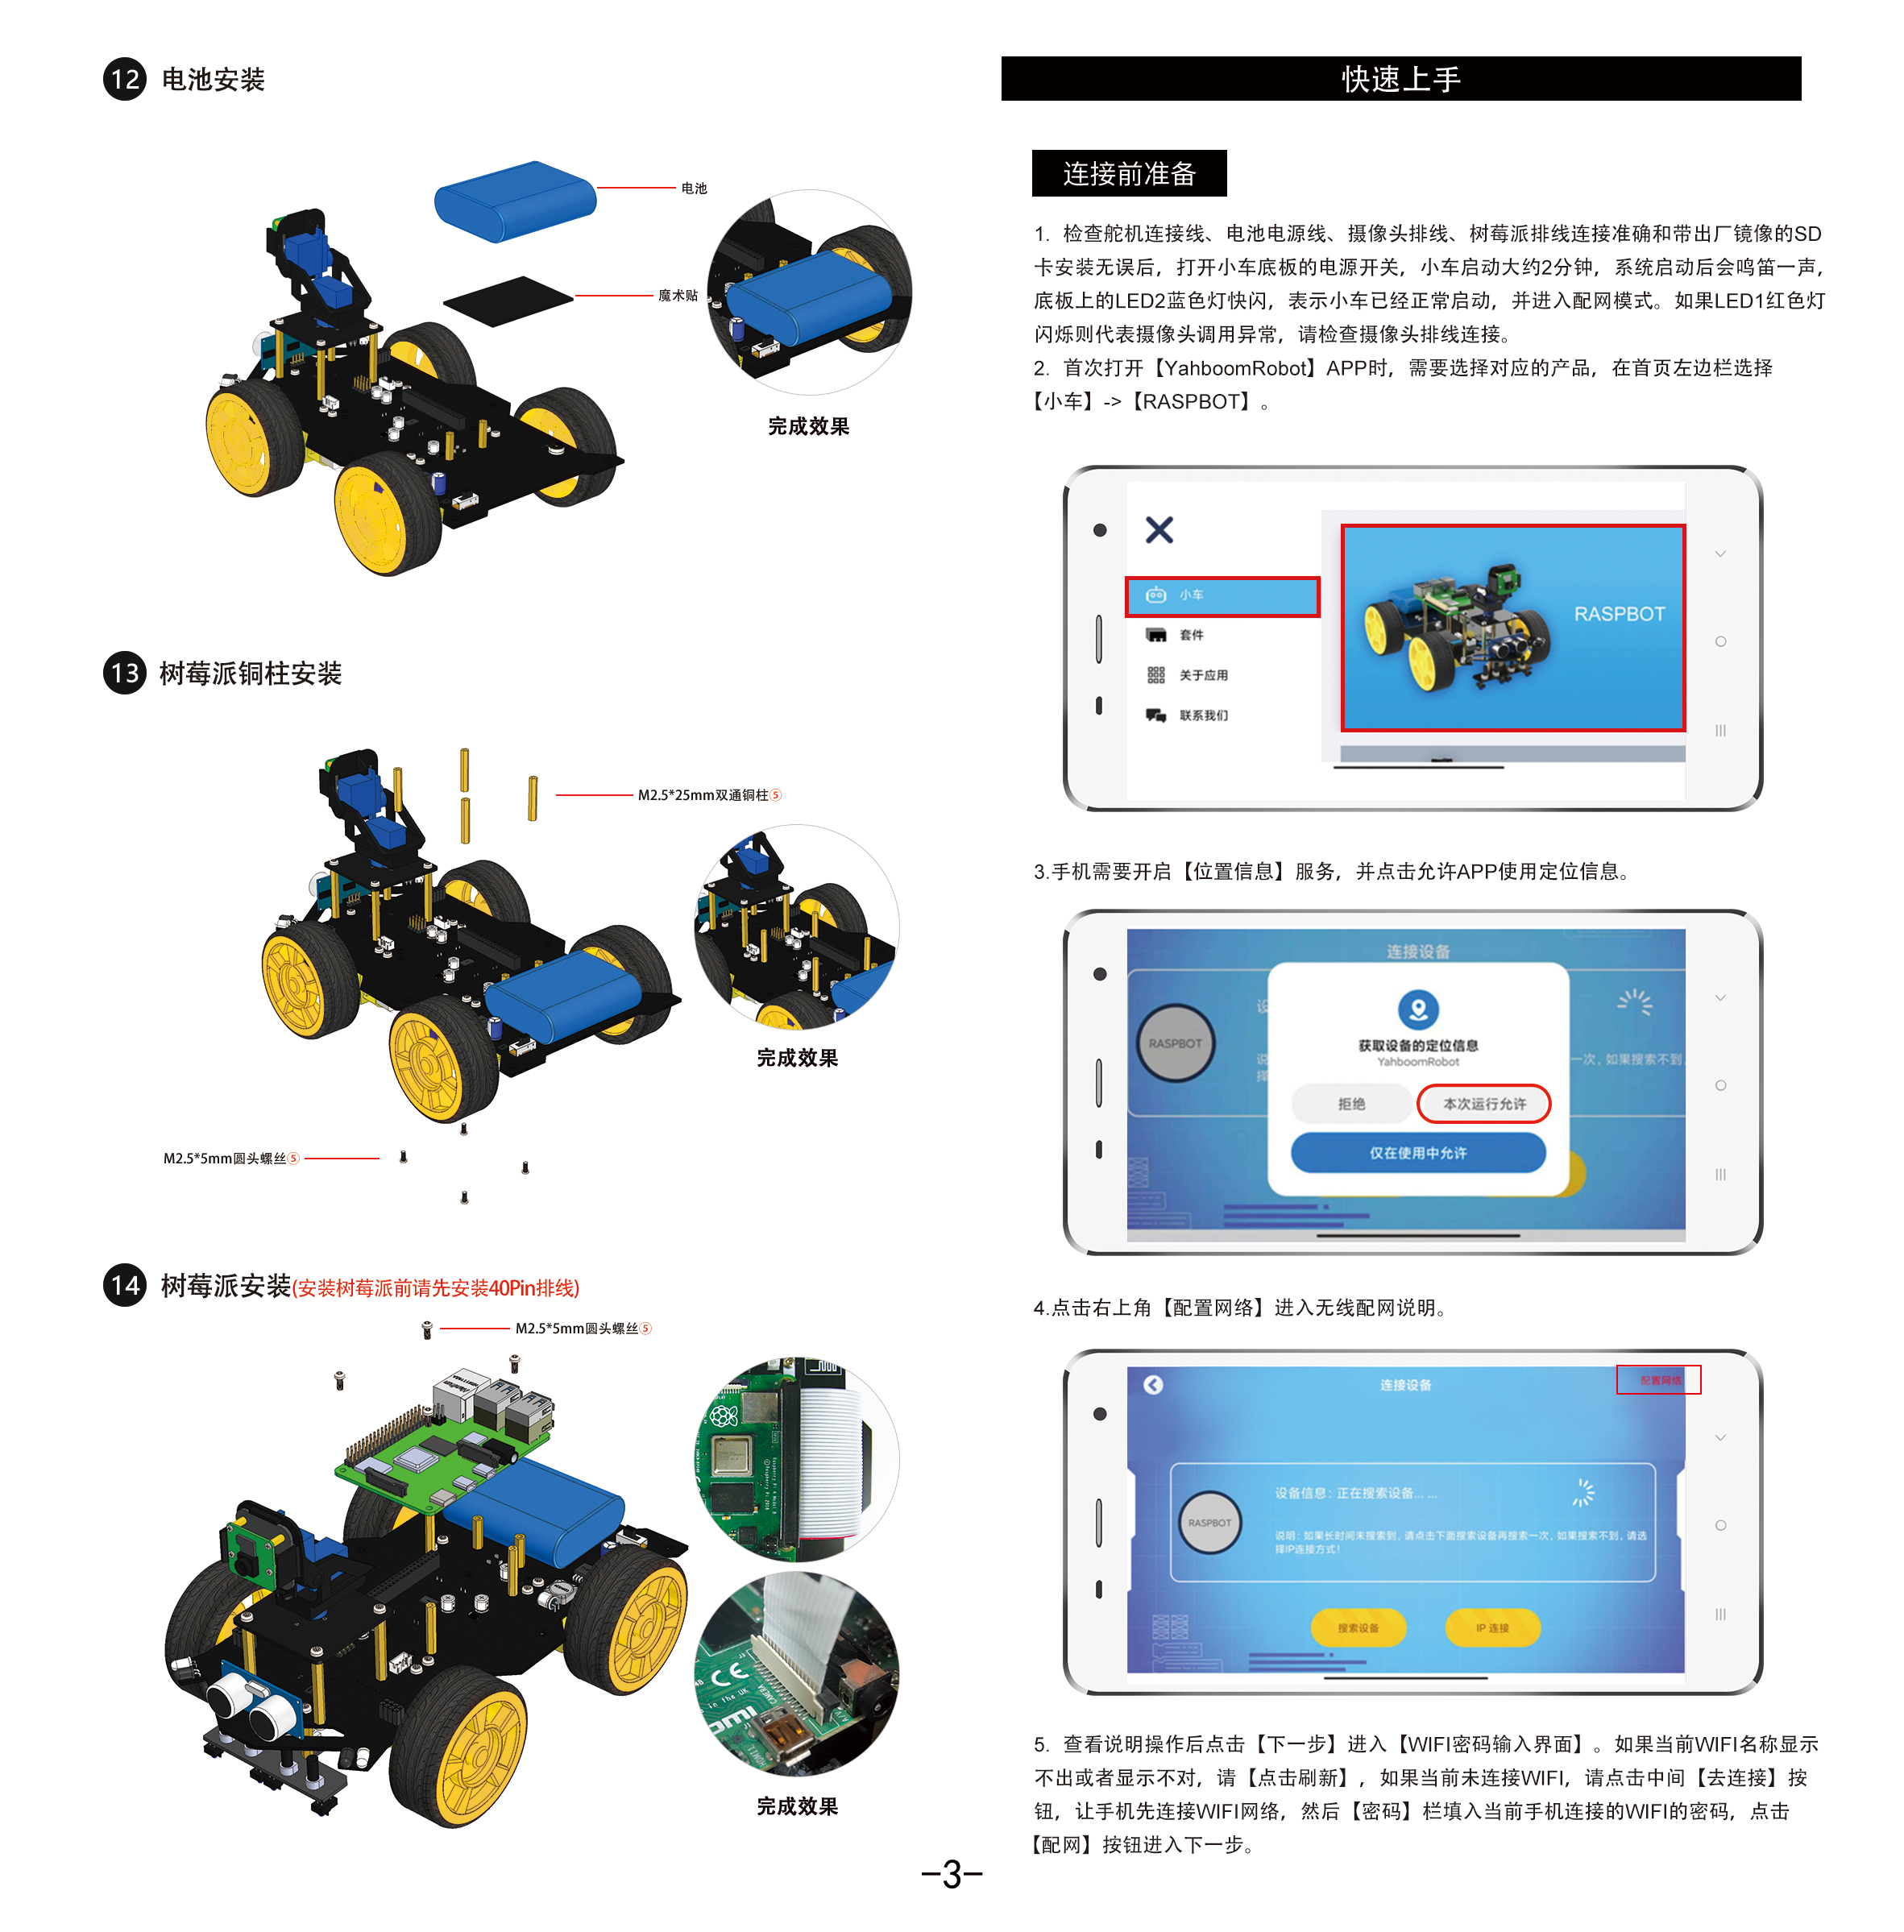 12 电池安装
电池
魔术贴
完成效果
13 树莓派铜柱安装
M2.5*25mm双通铜柱⑤
完成效果
M2.5*5mm圆头螺丝⑤
14 树莓派安装(安装树莓派前请先安装40Pin排线)
M2.5*5mm圆头螺丝⑤
完成效果
快速上手
连接前准备
1. 检查舵机连接线、电池电源线、摄像头排线、树莓派排线连接准确和带出厂镜像的SD
卡安装无误后，打开小车底板的电源开关，小车启动大约2分钟，系统启动后会鸣笛一声，
底板上的LED2蓝色灯快闪，表示小车已经正常启动，并进入配网模式。如果LED1红色灯
闪烁则代表摄像头调用异常，请检查摄像头排线连接。
2. 首次打开【YahboomRobot】APP时，需要选择对应的产品，在首页左边栏选择
【小车】->【RASPBOT】。
小车
套件
关于应用
联系我们
RASPBOT
3.手机需要开启【位置信息】服务，并点击允许APP使用定位信息。
连接设备
RASPBOT
设
说
择
一次，如果搜索不到，
获取设备的定位信息
YahboomRobot
拒绝
本次运行允许
仅在使用中允许
4.点击右上角【配置网络】进入无线配网说明。
连接设备
配置网络
RASPBOT
设备信息：正在搜索设备... ...
说明：如果长时间未搜索到，请点击下面搜索设备再搜索一次，如果搜索不到，请选
择IP连接方式！
搜索设备
IP 连接
5. 查看说明操作后点击【下一步】进入【WIFI密码输入界面】。如果当前WIFI名称显示
不出或者显示不对，请【点击刷新】，如果当前未连接WIFI，请点击中间【去连接】按
钮，让手机先连接WIFI网络，然后【密码】栏填入当前手机连接的WIFI的密码，点击
【配网】按钮进入下一步。
-3-